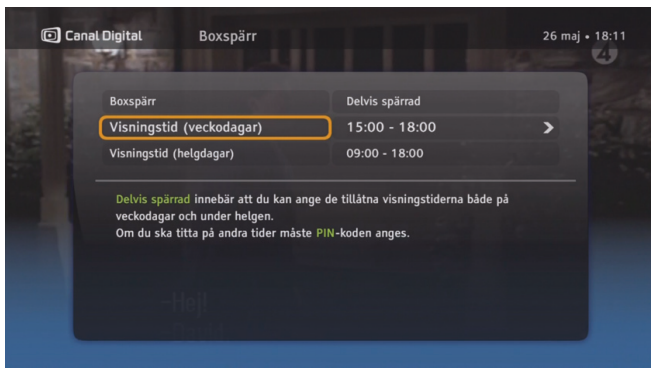 Canal Digital Boxspärr 26 maj • 18:11
4
Boxspärr Delvis spärrad
Visningstid (veckodagar) 15:00 - 18:00
Visningstid (helgdagar) 09:00 - 18:00
Delvis spärrad innebär att du kan ange de tillåtna visningstiderna både på
veckodagar och under helgen.
Om du ska titta på andra tider måste PIN-koden anges.
-Hej!